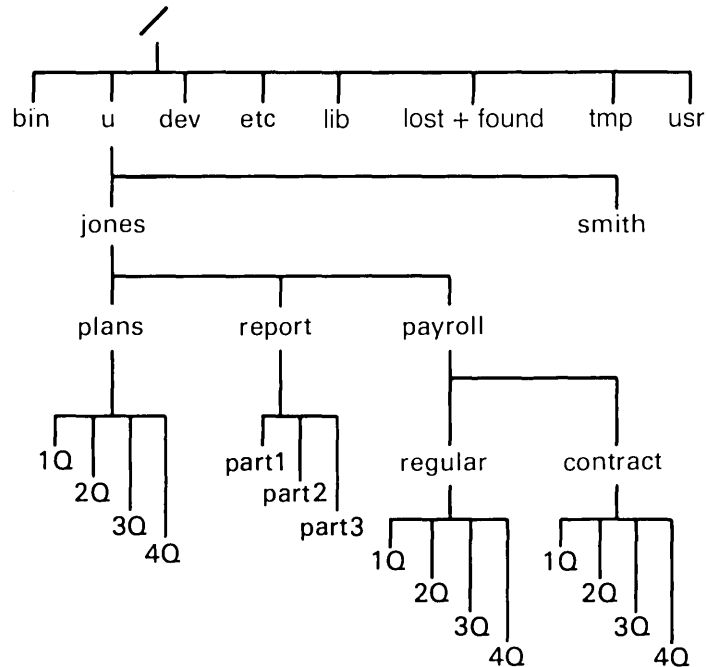 /
bin u dev etc lib lost + found tmp usr
jones smith
plans report payroll
1Q 2Q 3Q 4Q
part1 part2 part3
regular contract
1Q 2Q 3Q 4Q
1Q 2Q 3Q 4Q